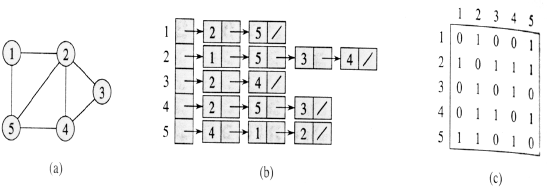 1 2 3 5 4
(a)
1 2 5 /
2 1 5 3 4 /
3 2 4 /
4 2 5 3 /
5 4 1 2 /
(b)
1 2 3 4 5
1 0 1 0 0 1
2 1 0 1 1 1
3 0 1 0 1 0
4 0 1 1 0 1
5 1 1 0 1 0
(c)